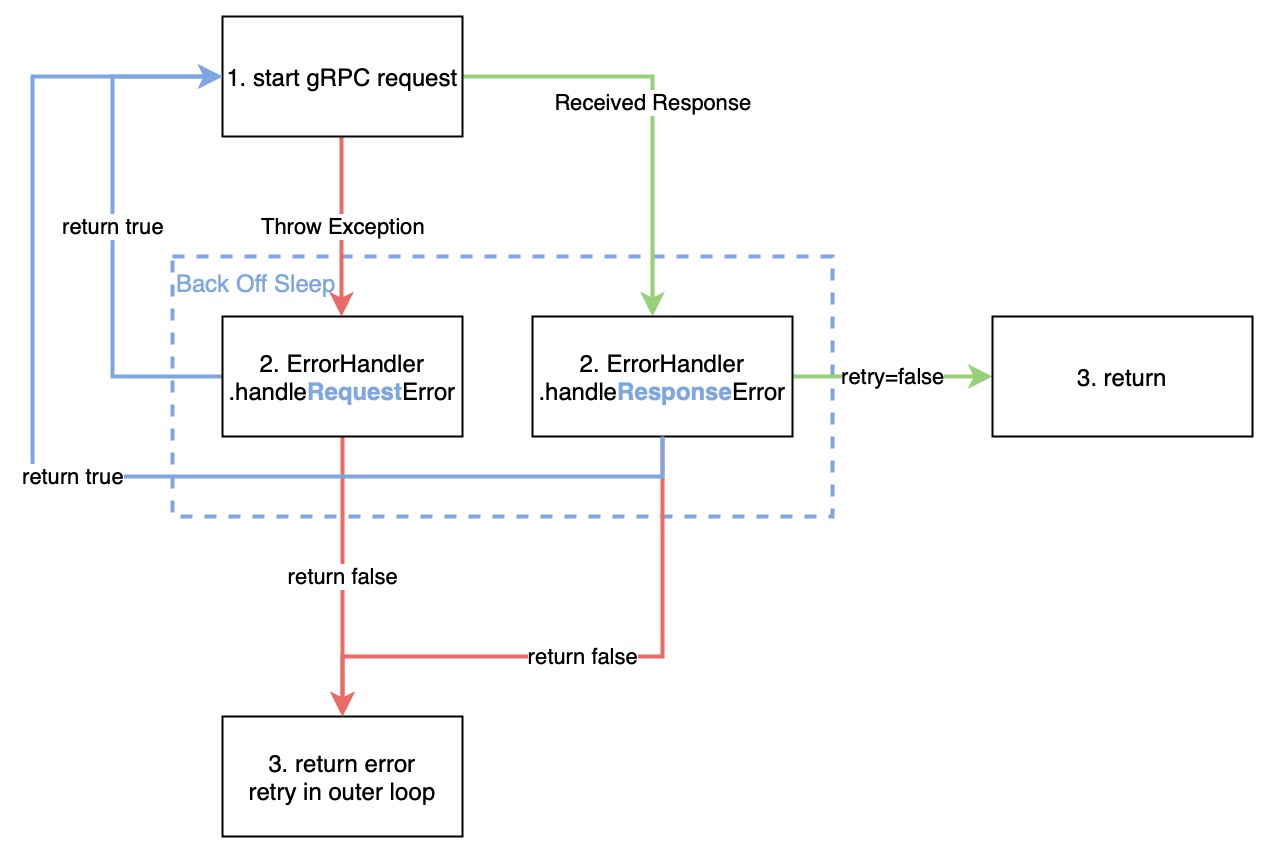 1. start gRPC request
Received Response
return true
Throw Exception
Back Off Sleep
2. ErrorHandler
.handleRequestError
2. ErrorHandler
.handleResponseError
retry=false
3. return
return true
return false
return false
3. return error
retry in outer loop